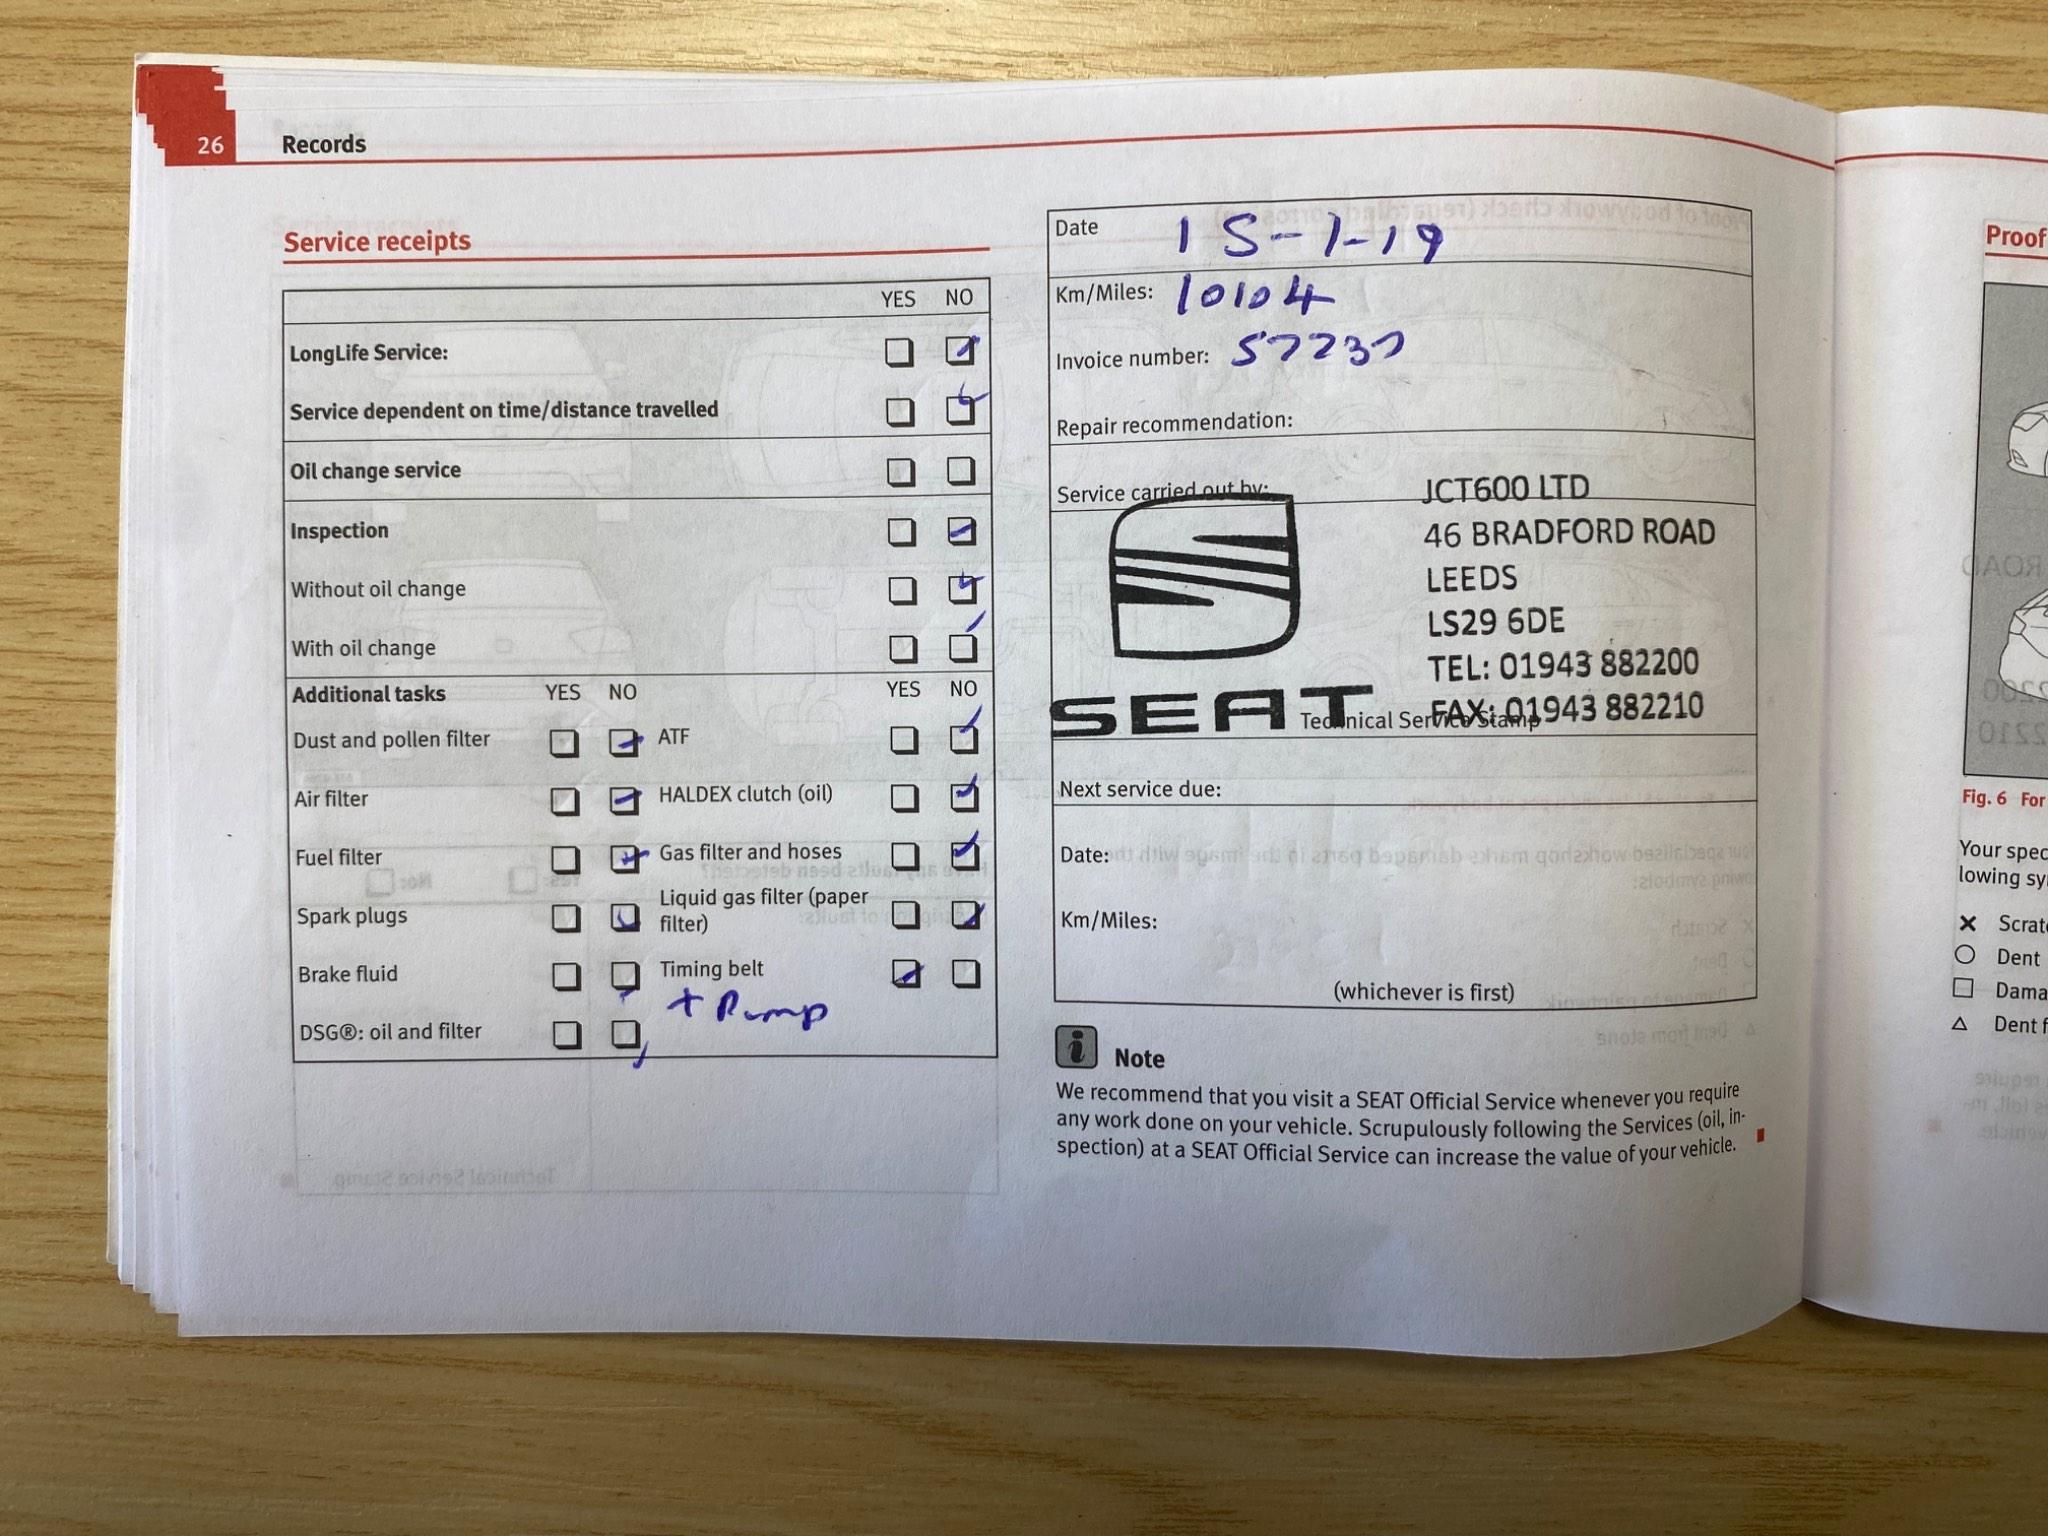 26 Records
Service receipts
YES NO
LongLife Service:
Service dependent on time/distance travelled
Oil change service
Inspection
Without oil change
With oil change
Additional tasks YES NO YES NO
Dust and pollen filter ATF
Air filter HALDEX clutch (oil)
Fuel filter Gas filter and hoses
Spark plugs Liquid gas filter (paper
filter)
Brake fluid Timing belt
+ Pump
DSG®: oil and filter
Date 15-1-19
Km/Miles: 10104
Invoice number:
Repair recommendation:
Service carried out by:
JCT600 LTD
46 BRADFORD ROAD
LEEDS
LS29 6DE
TEL: 01943 882200
FAX: 01943 882210
SEAT
Technical Service Stamp
Next service due:
Date:
Km/Miles:
(whichever is first)
i Note
We recommend that you visit a SEAT Official Service whenever you require
any work done on your vehicle. Scrupulously following the Services (oil, in-
spection) at a SEAT Official Service can increase the value of your vehicle.
Proof
Fig. 6 For
Your spec
lowing sy
Scrat
Dent
Dama
Dent f